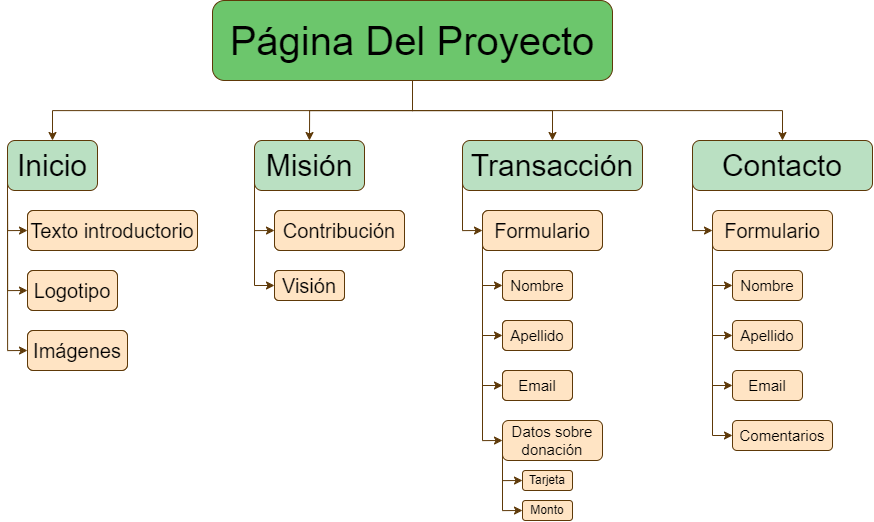 Página Del Proyecto
Inicio
Texto introductorio
Logotipo
Imágenes
Misión
Contribución
Visión
Transacción
Formulario
Nombre
Apellido
Email
Datos sobre
donación
Tarjeta
Monto
Contacto
Formulario
Nombre
Apellido
Email
Comentarios